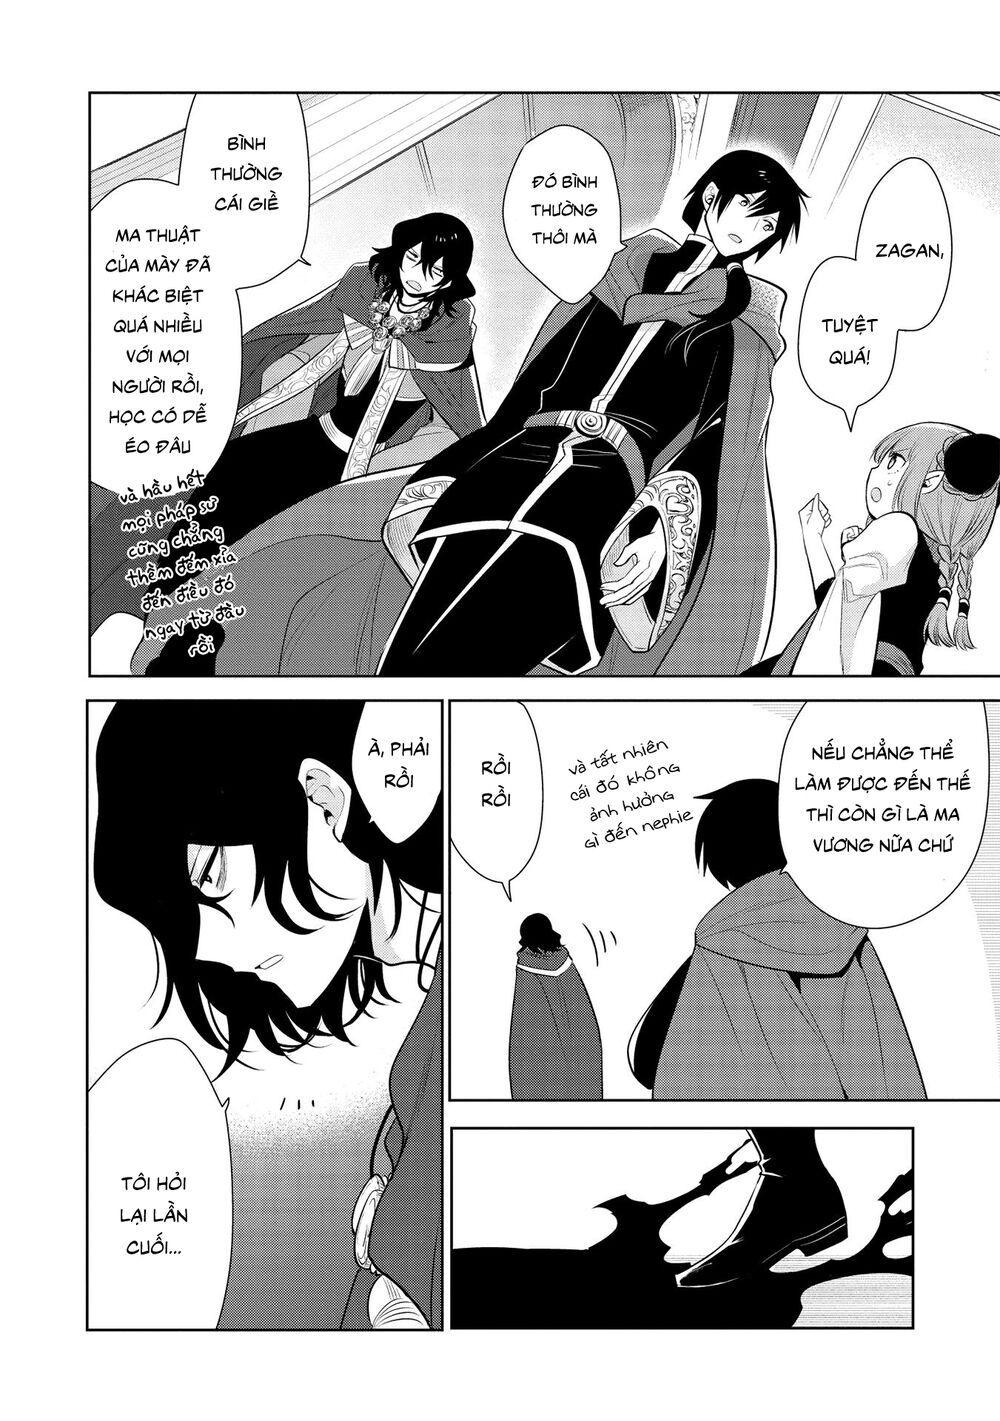 ZAGAN,
TUYỆT
QUÁ!
ĐÓ BÌNH
THƯỜNG
THÔI MÀ
BÌNH
THƯỜNG
CÁI GIỀ
MA THUẬT
CỦA MÀY ĐÃ
KHÁC BIỆT
QUÁ NHIỀU
VỚI MỌI
NGƯỜI RỒI,
HỌC CÓ DỄ
ÉO ĐÂU
và hầu hết
mọi pháp sư
cũng chẳng
thèm đếm xỉa
đến điều đó
ngay từ đầu
rồi
NẾU CHẲNG THỂ
LÀM ĐƯỢC ĐẾN THẾ
THÌ CÒN GÌ LÀ MA
VƯƠNG NỮA CHỨ
và tất nhiên
cái đó không
ảnh hưởng
gì đến nephie
RỒI
RỒI
À, PHẢI
RỒI
TÔI HỎI
LẠI LẦN
CUỐI...